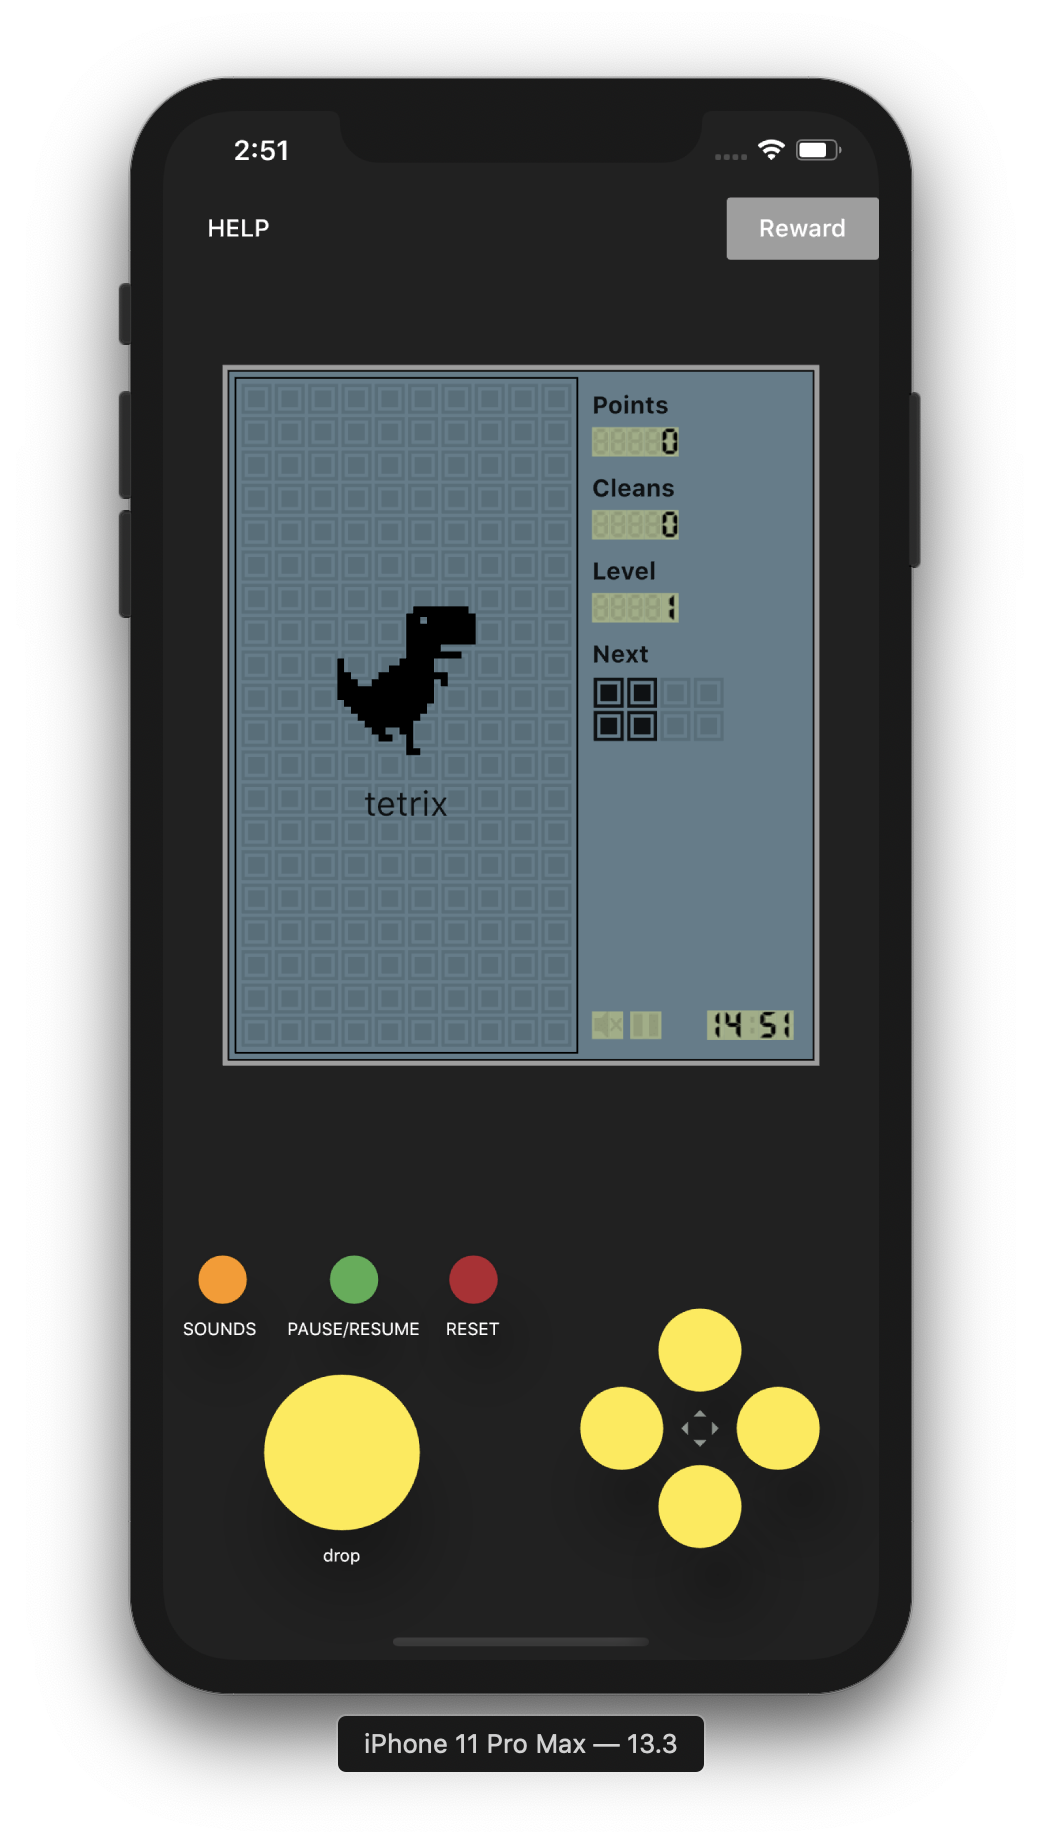 2:51
HELP
Reward
Points
0
Cleans
0
Level
1
Next
tetrix
14:51
SOUNDS
PAUSE/RESUME
RESET
drop
iPhone 11 Pro Max — 13.3